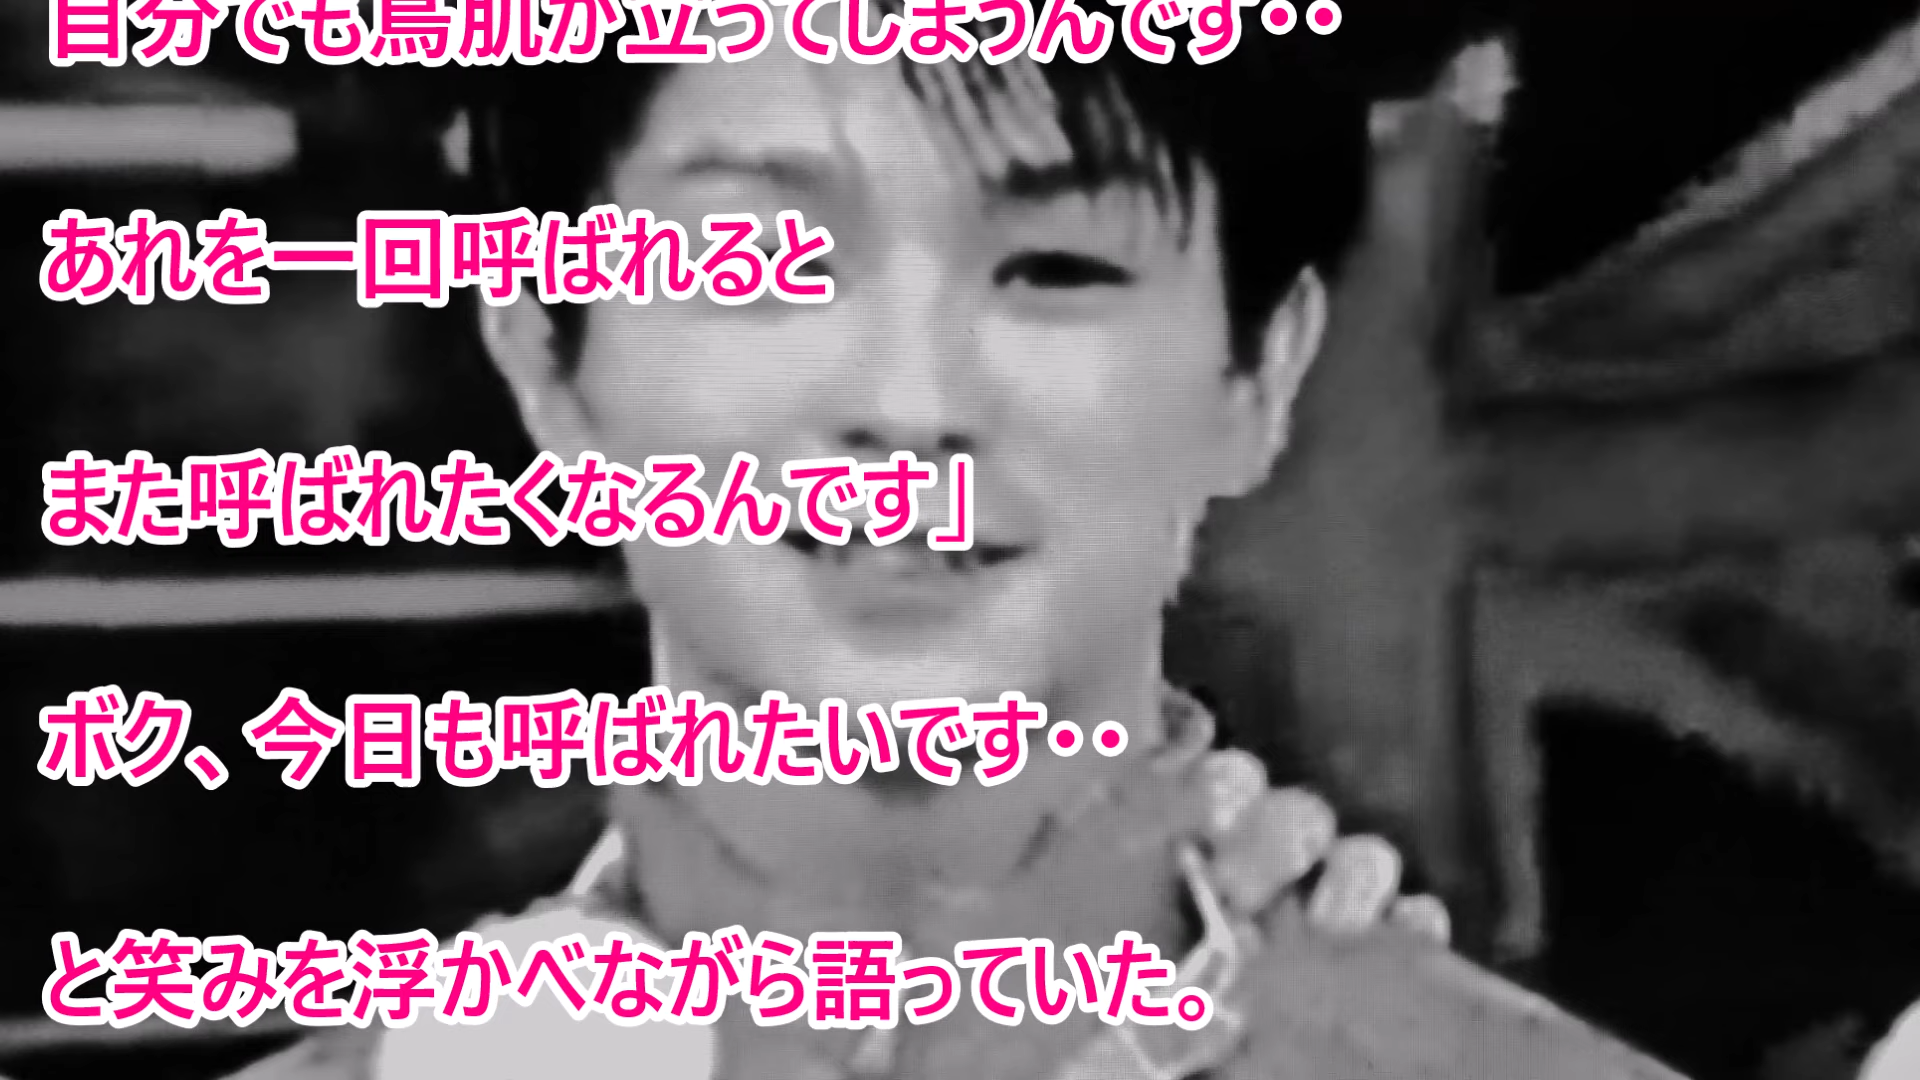 自分でも鳥肌が立ってしまうんです‥
あれを一回呼ばれると
また呼ばれたくなるんです」
ボク、今日も呼ばれたいです‥
と笑みを浮かべながら語っていた。